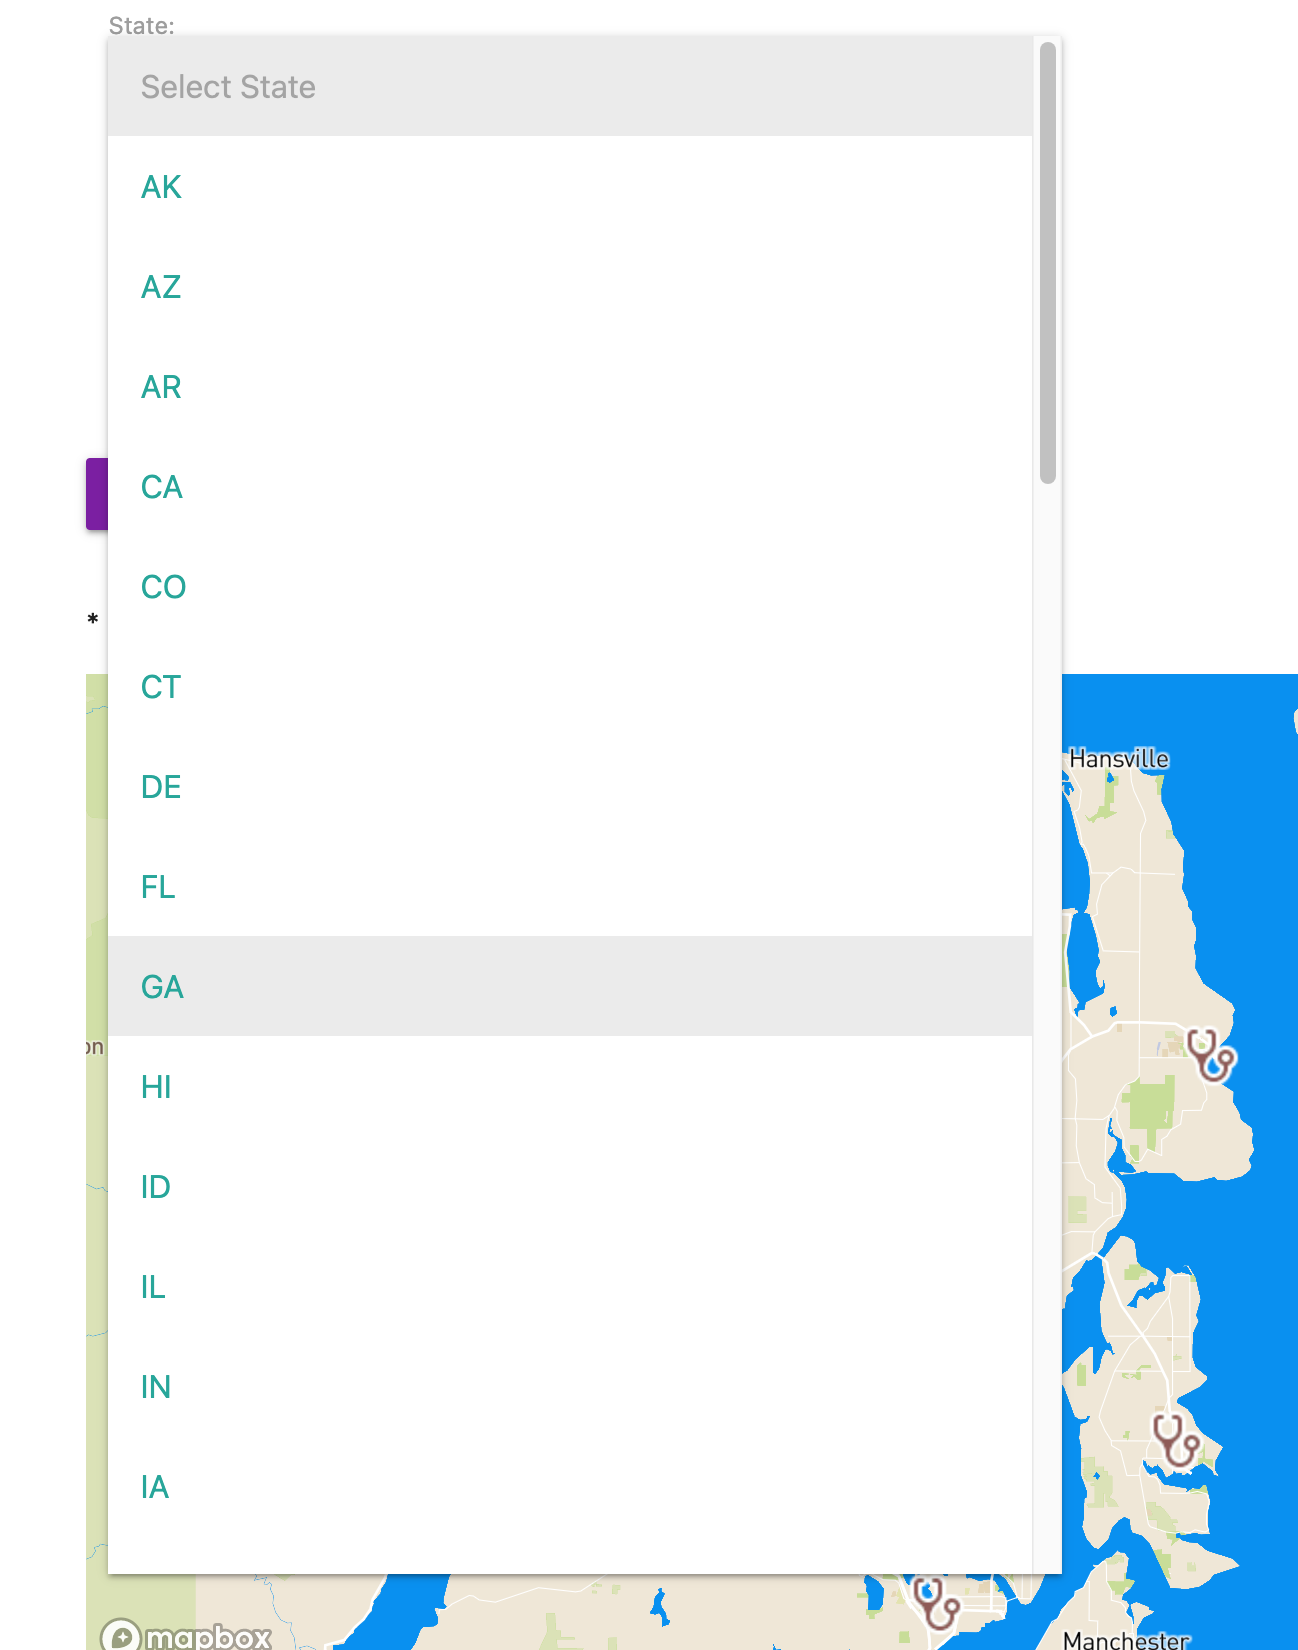 State:
Select State
AK
AZ
AR
CA
CO
CT
DE
FL
GA
HI
ID
IL
IN
IA
*
Hansville
on
Manchester
mapbox